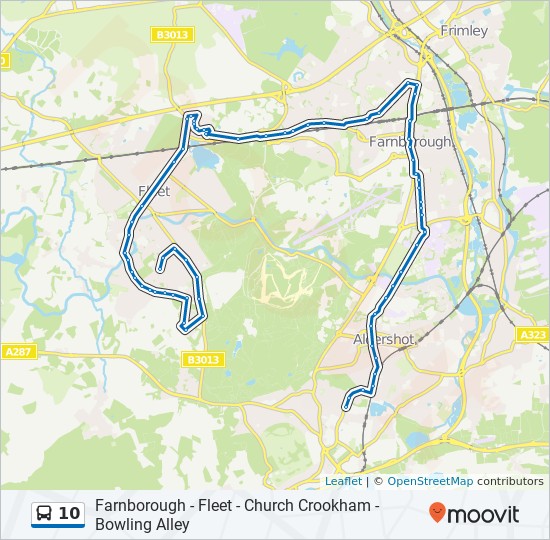 B3013
Frimley
Farnborough
Fleet
Aldershot
A287
A323
B3013
Leaflet | © OpenStreetMap contributors
10
Farnborough - Fleet - Church Crookham -
Bowling Alley
moovit